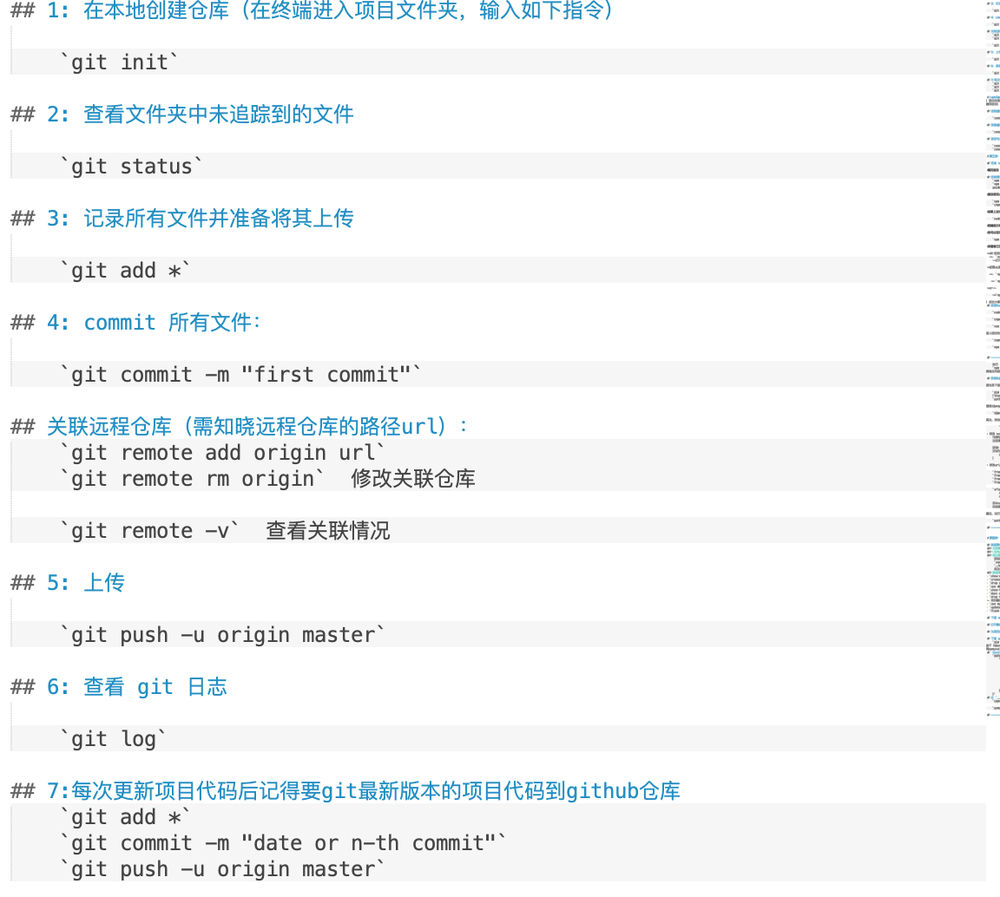 ## 1: 在本地创建仓库（在终端进入项目文件夹，输入如下指令）
`git init`
## 2: 查看文件夹中未追踪到的文件
`git status`
## 3: 记录所有文件并准备将其上传
`git add *`
## 4: commit 所有文件：
`git commit -m "first commit"`
## 关联远程仓库（需知晓远程仓库的路径url）：
`git remote add origin url`
`git remote rm origin`  修改关联仓库
`git remote -v`  查看关联情况
## 5: 上传
`git push -u origin master`
## 6: 查看 git 日志
`git log`
## 7:每次更新项目代码后记得要git最新版本的项目代码到github仓库
`git add *`
`git commit -m "date or n-th commit"`
`git push -u origin master`